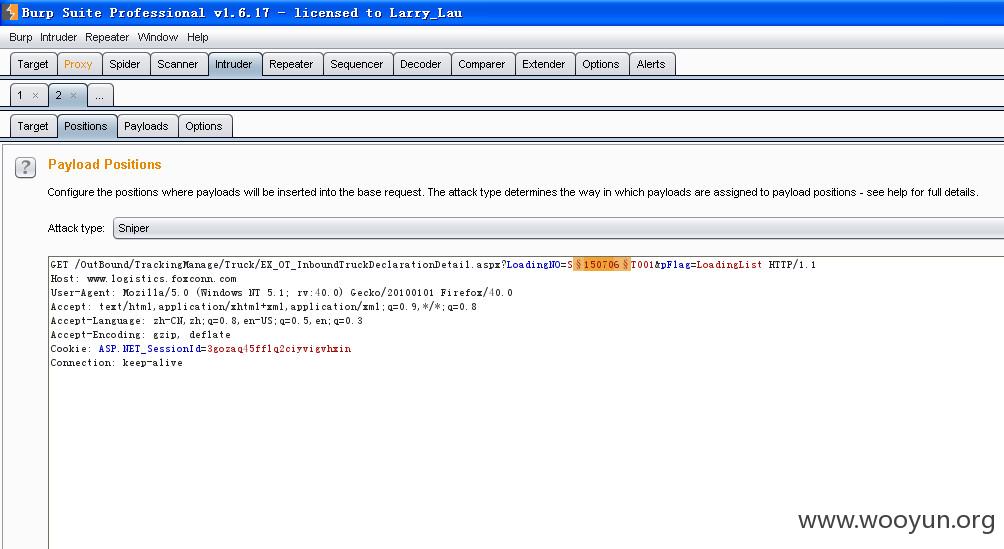 Burp Suite Professional v1.6.17 - licensed to Larry_Lau
Burp Intruder Repeater Window Help
Target Proxy Spider Scanner Intruder Repeater Sequencer Decoder Comparer Extender Options Alerts
1 × 2 × ...
Target Positions Payloads Options
? Payload Positions
Configure the positions where payloads will be inserted into the base request. The attack type determines the way in which payloads are assigned to payload positions - see help for full details.
Attack type: Sniper
GET /OutBound/TrackingManage/Truck/EX_OT_InboundTruckDeclarationDetail.aspx?LoadingNO=S§150706§T001&pFlag=LoadingList HTTP/1.1
Host: www.logistics.foxconn.com
User-Agent: Mozilla/5.0 (Windows NT 5.1; rv:40.0) Gecko/20100101 Firefox/40.0
Accept: text/html,application/xhtml+xml,application/xml;q=0.9,*/*;q=0.8
Accept-Language: zh-CN,zh;q=0.8,en-US;q=0.5,en;q=0.3
Accept-Encoding: gzip, deflate
Cookie: ASP.NET_SessionId=3gozaq45fflq2ciyvigvhxin
Connection: keep-alive
www.wooyun.org